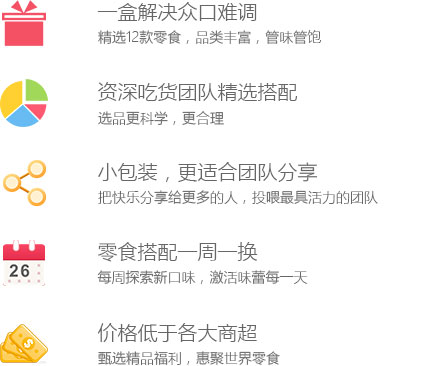 一盒解决众口难调
精选12款零食，品类丰富，管味管饱
资深吃货团队精选搭配
选品更科学，更合理
小包装，更适合团队分享
把快乐分享给更多的人，投喂最具活力的团队
零食搭配一周一换
26
每周探索新口味，激活味蕾每一天
价格低于各大商超
甄选精品福利，惠聚世界零食